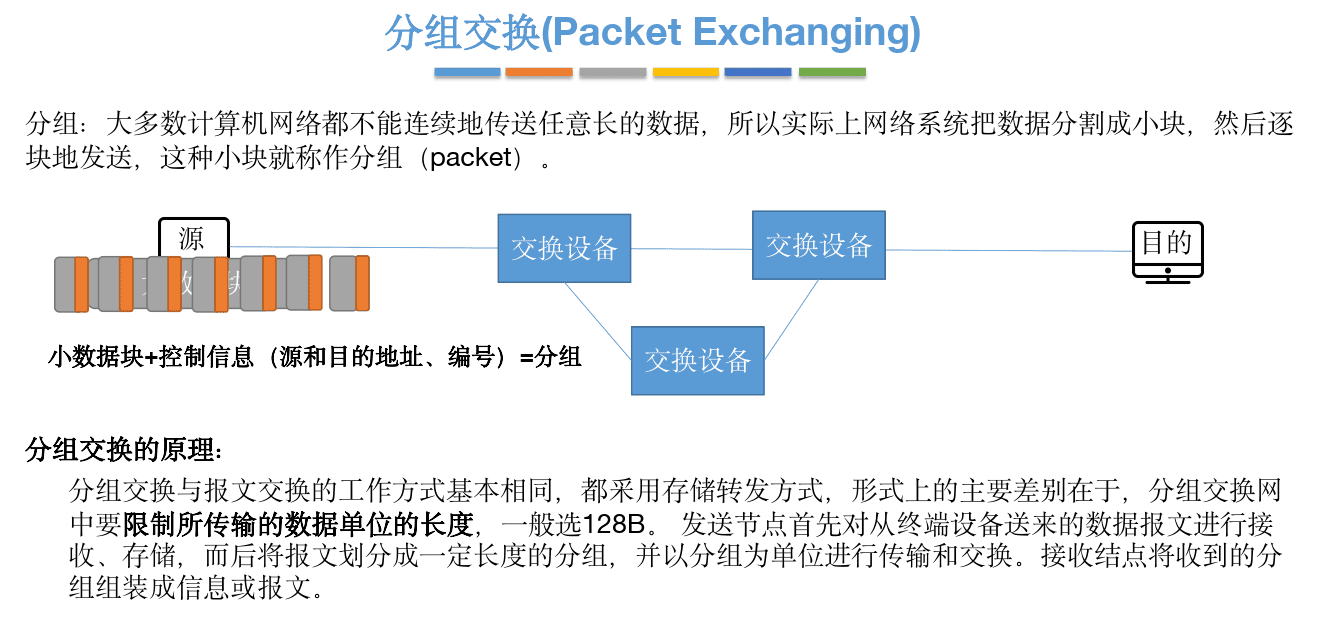 分组交换(Packet Exchanging)
分组：大多数计算机网络都不能连续地传送任意长的数据，所以实际上网络系统把数据分割成小块，然后逐
块地发送，这种小块就称作分组（packet）。
源
交换设备
交换设备
目的
交换设备
小数据块+控制信息（源和目的地址、编号）=分组
分组交换的原理：
分组交换与报文交换的工作方式基本相同，都采用存储转发方式，形式上的主要差别在于，分组交换网
中要限制所传输的数据单位的长度，一般选128B。 发送节点首先对从终端设备送来的数据报文进行接
收、存储，而后将报文划分成一定长度的分组，并以分组为单位进行传输和交换。接收结点将收到的分
组组装成信息或报文。